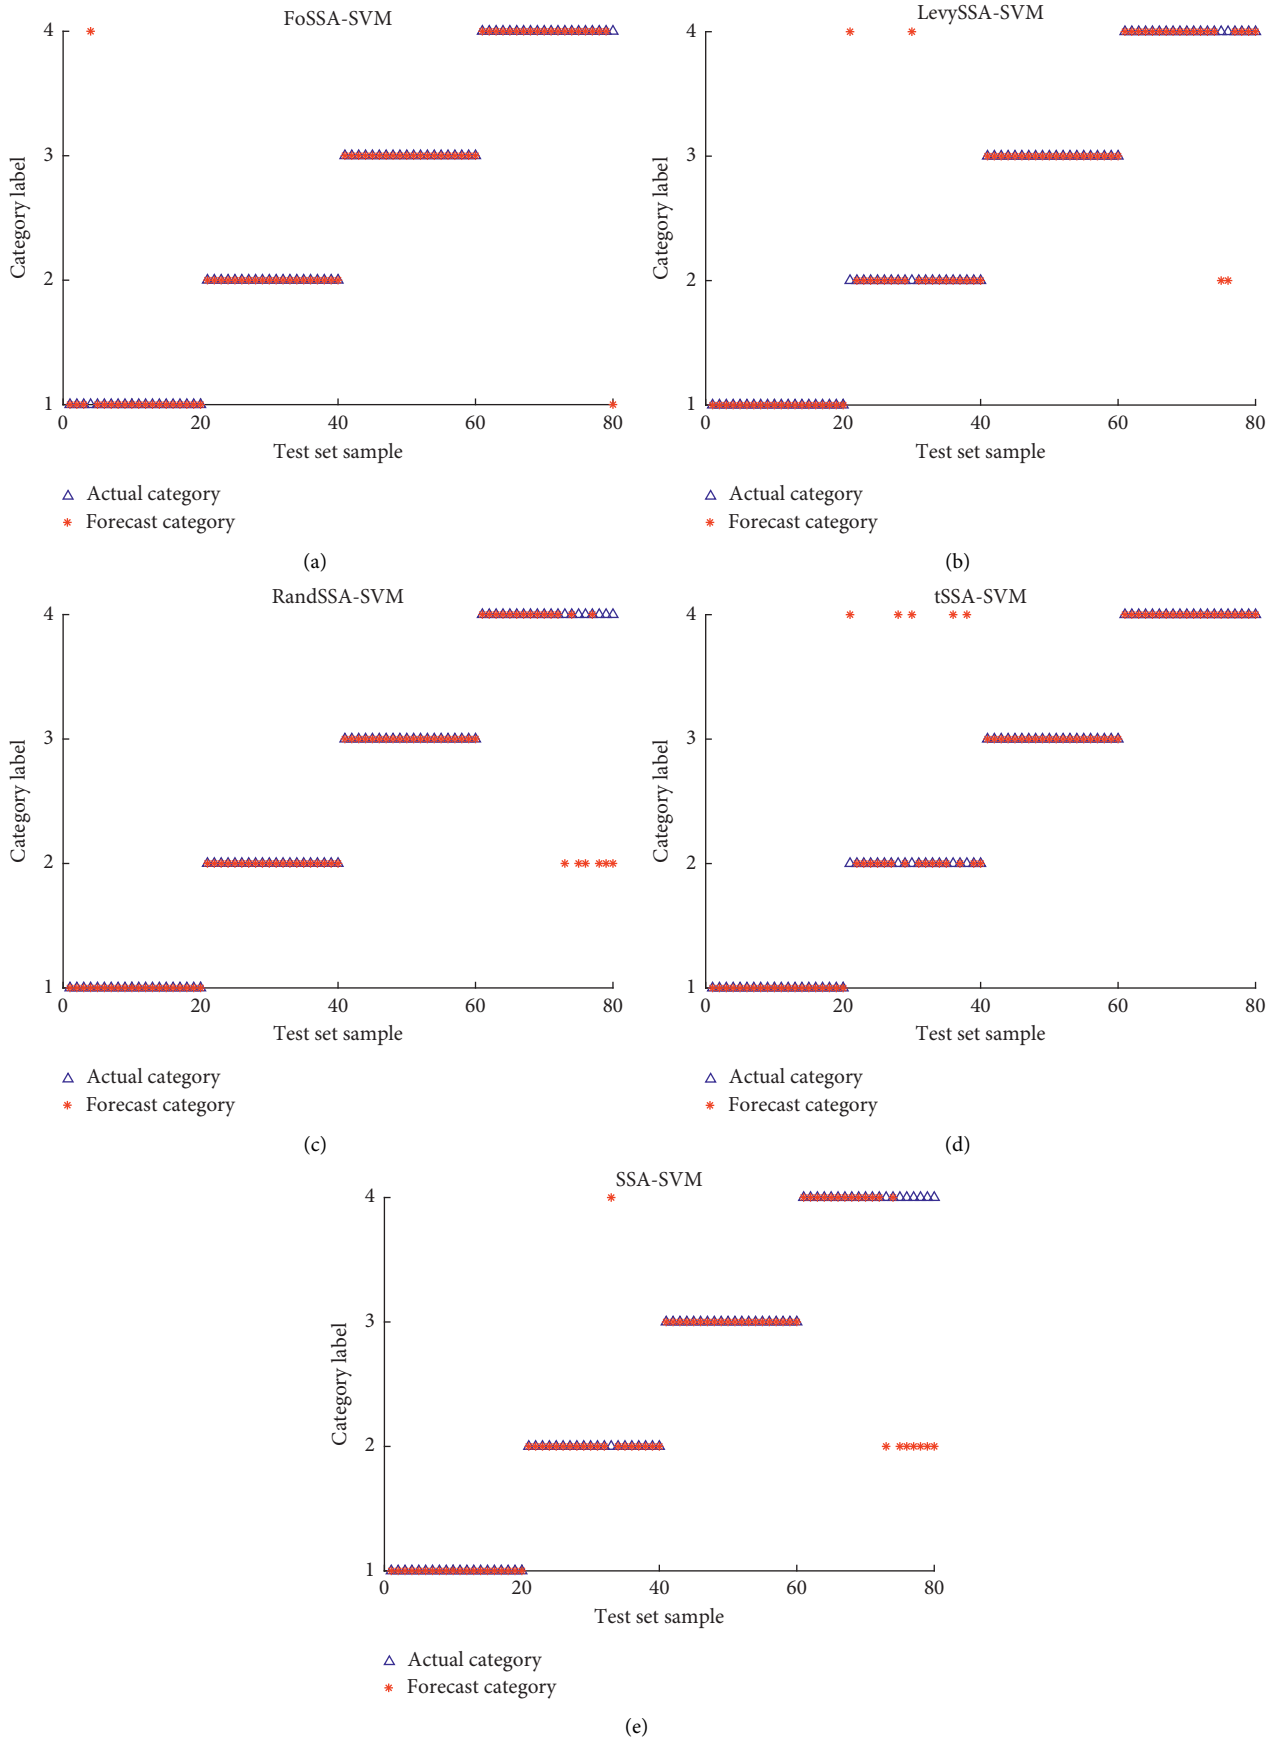 FoSSA-SVM
4
3
2
1
0 20 40 60 80
Category label
Test set sample
Actual category
Forecast category
(a)
LevySSA-SVM
4
3
2
1
0 20 40 60 80
Category label
Test set sample
Actual category
Forecast category
(b)
RandSSA-SVM
4
3
2
1
0 20 40 60 80
Category label
Test set sample
Actual category
Forecast category
(c)
tSSA-SVM
4
3
2
1
0 20 40 60 80
Category label
Test set sample
Actual category
Forecast category
(d)
SSA-SVM
4
3
2
1
0 20 40 60 80
Category label
Test set sample
Actual category
Forecast category
(e)